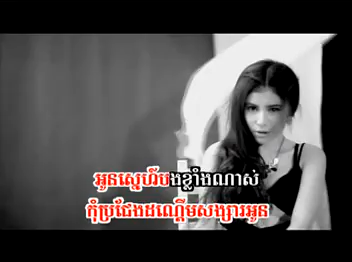 អូនស្នេហ៍បងខ្លាំងណាស់
កុំប្រជែងដណ្ដើមសង្សារអូន